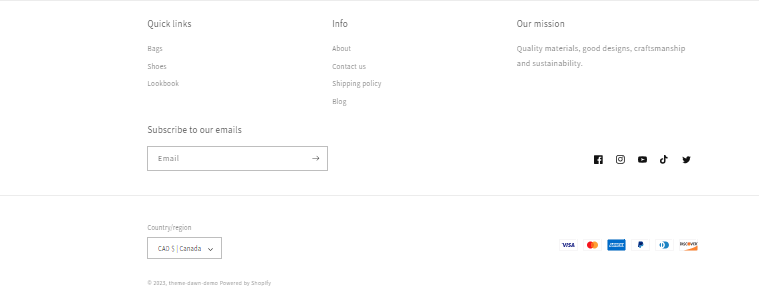 Quick links
Bags
Shoes
Lookbook
Info
About
Contact us
Shipping policy
Blog
Our mission
Quality materials, good designs, craftsmanship
and sustainability.
Subscribe to our emails
Email
Country/region
CAD $ | Canada
VISA
DISCOVER
© 2023, theme-dawn-demo Powered by Shopify